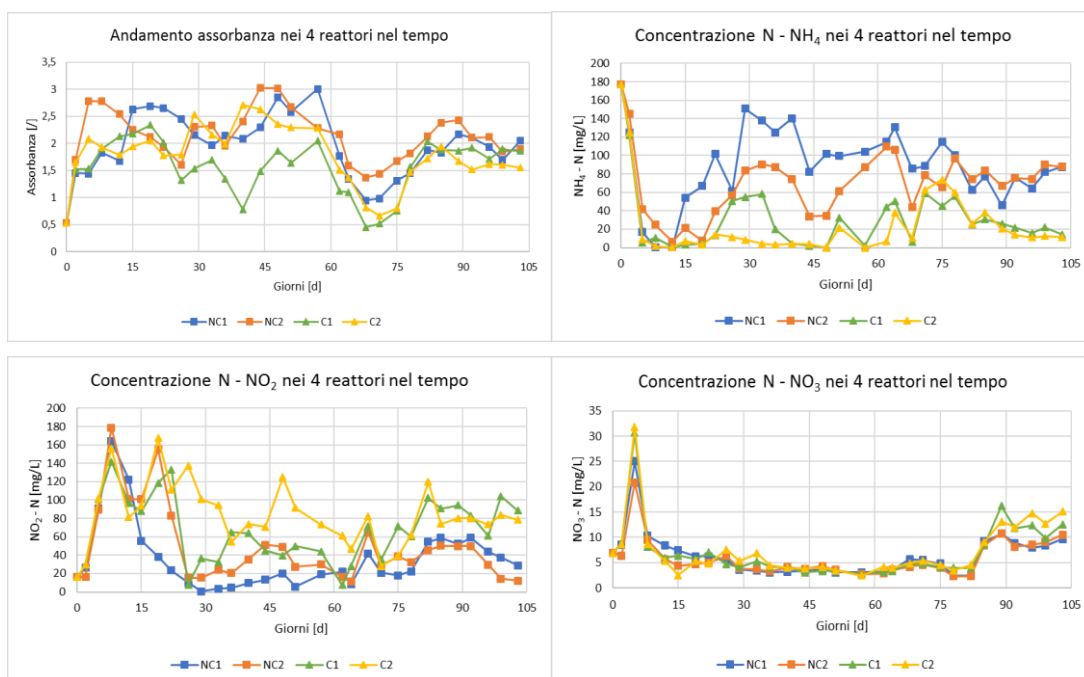 Andamento assorbanza nei 4 reattori nel tempo
Assorbanza [/]
3,5
3
2,5
2
1,5
1
0,5
0
0 15 30 45 60 75 90 105
Giorni [d]
NC1 NC2 C1 C2
Concentrazione N - NH₄ nei 4 reattori nel tempo
NH₄ - N [mg/L]
200
180
160
140
120
100
80
60
40
20
0
0 15 30 45 60 75 90 105
Giorni [d]
NC1 NC2 C1 C2
Concentrazione N - NO₂ nei 4 reattori nel tempo
NO₂ - N [mg/L]
200
180
160
140
120
100
80
60
40
20
0
0 15 30 45 60 75 90 105
Giorni [d]
NC1 NC2 C1 C2
Concentrazione N - NO₃ nei 4 reattori nel tempo
NO₃ - N [mg/L]
35
30
25
20
15
10
5
0
0 15 30 45 60 75 90 105
Giorni [d]
NC1 NC2 C1 C2